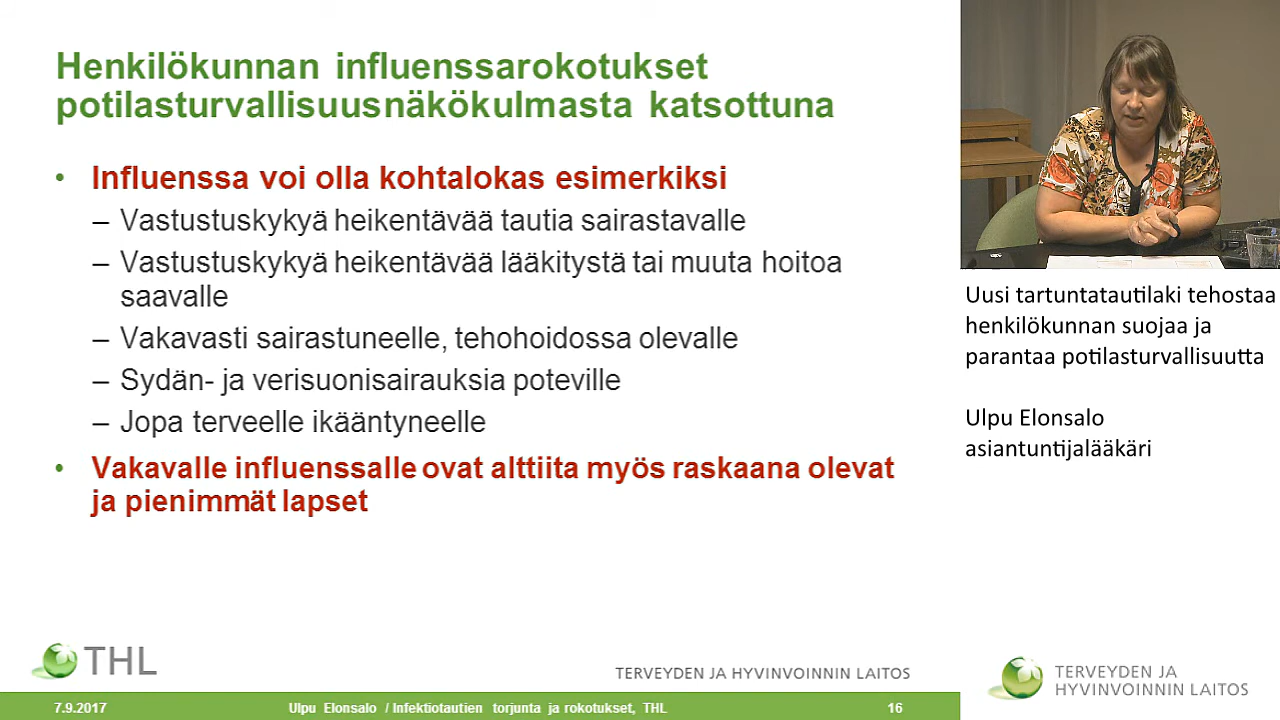 Henkilökunnan influenssarokotukset
potilasturvallisuusnäkökulmasta katsottuna
• Influenssa voi olla kohtalokas esimerkiksi
– Vastustuskykyä heikentävää tautia sairastavalle
– Vastustuskykyä heikentävää lääkitystä tai muuta hoitoa
saavalle
– Vakavasti sairastuneelle, tehohoidossa olevalle
– Sydän- ja verisuonisairauksia poteville
– Jopa terveelle ikääntyneelle
• Vakavalle influenssalle ovat alttiita myös raskaana olevat
ja pienimmät lapset
THL
TERVEYDEN JA HYVINVOINNIN LAITOS
7.9.2017 Ulpu Elonsalo / Infektiotautien torjunta ja rokotukset, THL 16
Uusi tartuntatautilaki tehostaa
henkilökunnan suojaa ja
parantaa potilasturvallisuutta
Ulpu Elonsalo
asiantuntijalääkäri
TERVEYDEN JA
HYVINVOINNIN LAITOS